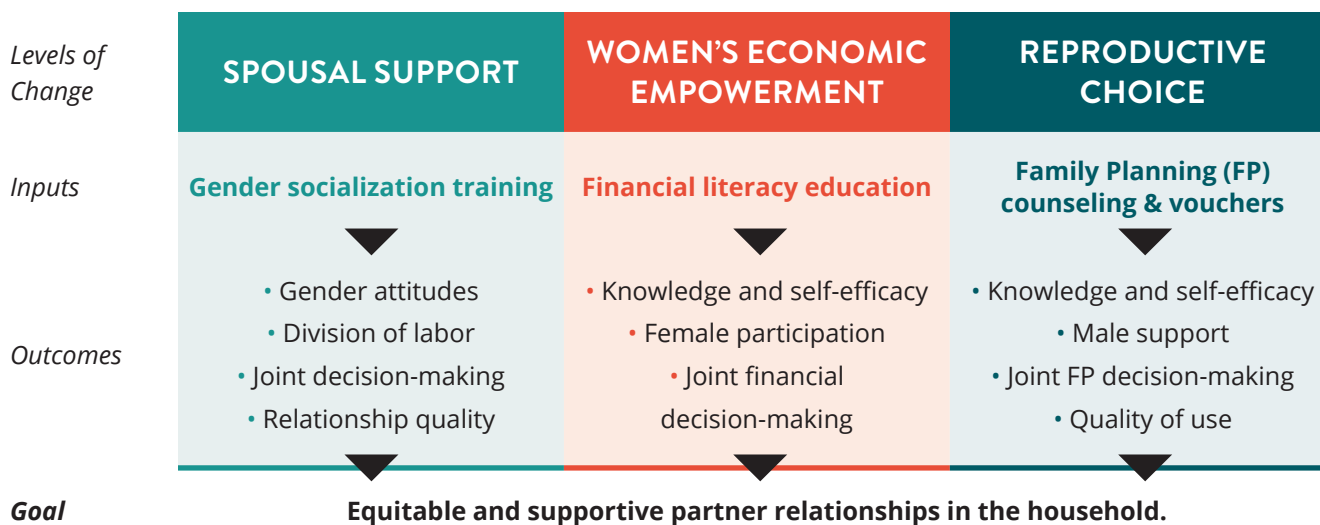 Levels of
Change
SPOUSAL SUPPORT
WOMEN'S ECONOMIC
EMPOWERMENT
REPRODUCTIVE
CHOICE
Inputs
Gender socialization training
Financial literacy education
Family Planning (FP)
counseling & vouchers
Outcomes
• Gender attitudes
• Division of labor
• Joint decision-making
• Relationship quality
• Knowledge and self-efficacy
• Female participation
• Joint financial
decision-making
• Knowledge and self-efficacy
• Male support
• Joint FP decision-making
• Quality of use
Goal
Equitable and supportive partner relationships in the household.